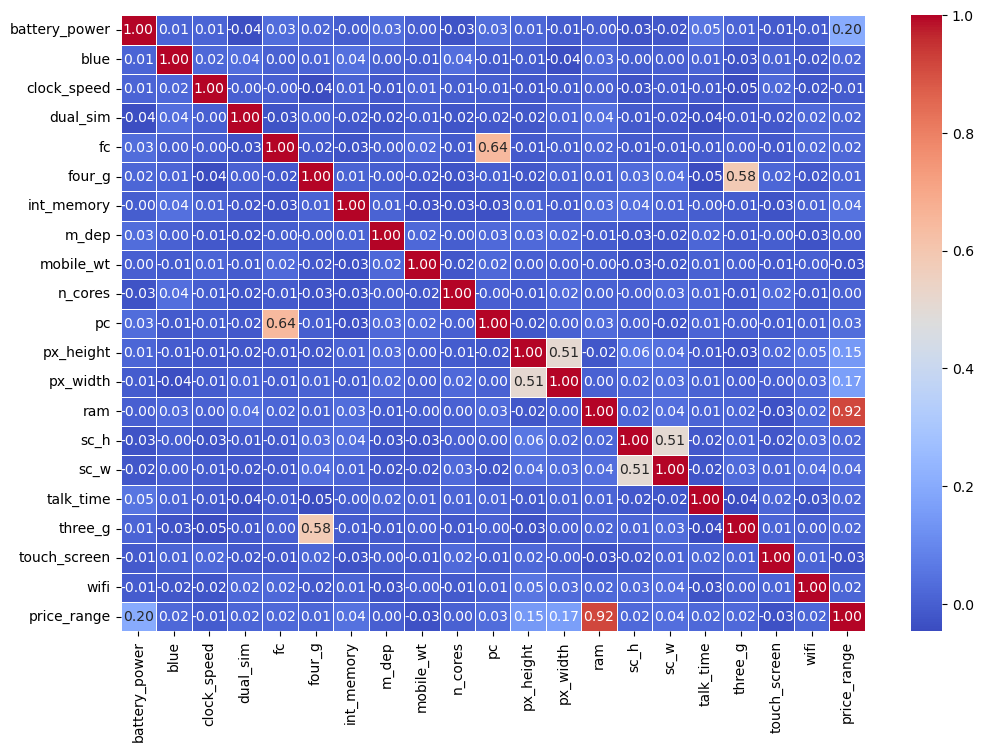 battery_power 1.00 0.01 0.01 -0.04 0.03 0.02 -0.00 0.03 0.00 -0.03 0.03 0.01 -0.01 -0.00 -0.03 -0.02 0.05 0.01 -0.01 -0.01 0.20
blue 0.01 1.00 0.02 0.04 0.00 0.01 0.04 0.00 -0.01 0.04 -0.01 -0.01 -0.04 0.03 -0.00 0.00 0.01 -0.03 0.01 -0.02 0.02
clock_speed 0.01 0.02 1.00 -0.00 -0.00 -0.04 0.01 -0.01 0.01 -0.01 -0.01 -0.01 -0.01 0.00 -0.03 -0.01 -0.01 -0.05 0.02 -0.02 -0.01
dual_sim -0.04 0.04 -0.00 1.00 -0.03 0.00 -0.02 -0.02 -0.01 -0.02 -0.02 -0.02 0.01 0.04 -0.01 -0.02 -0.04 -0.01 -0.02 0.02 0.02
fc 0.03 0.00 -0.00 -0.03 1.00 -0.02 -0.03 -0.00 0.02 -0.01 0.64 -0.01 -0.01 0.02 -0.01 -0.01 -0.01 0.00 -0.01 0.02 0.02
four_g 0.02 0.01 -0.04 0.00 -0.02 1.00 0.01 -0.00 -0.02 -0.03 -0.01 -0.02 0.01 0.01 0.03 0.04 -0.05 0.58 0.02 -0.02 0.01
int_memory -0.00 0.04 0.01 -0.02 -0.03 0.01 1.00 0.01 -0.03 -0.03 -0.03 0.01 -0.01 0.03 0.04 0.01 -0.00 -0.01 -0.03 0.01 0.04
m_dep 0.03 0.00 -0.01 -0.02 -0.00 -0.00 0.01 1.00 0.02 -0.00 0.03 0.03 0.02 -0.01 -0.03 -0.02 0.02 -0.01 -0.00 -0.03 0.00
mobile_wt 0.00 -0.01 0.01 -0.01 0.02 -0.02 -0.03 0.02 1.00 -0.02 0.02 0.00 0.00 -0.00 -0.03 -0.02 0.01 0.00 -0.01 -0.00 -0.03
n_cores -0.03 0.04 -0.01 -0.02 -0.01 -0.03 -0.03 -0.00 -0.02 1.00 -0.00 -0.01 0.02 0.00 -0.00 0.03 0.01 -0.01 0.02 -0.01 0.00
pc 0.03 -0.01 -0.01 -0.02 0.64 -0.01 -0.03 0.03 0.02 -0.00 1.00 -0.02 0.00 0.03 0.00 -0.02 0.01 -0.00 -0.01 0.01 0.03
px_height 0.01 -0.01 -0.01 -0.02 -0.01 -0.02 0.01 0.03 0.00 -0.01 -0.02 1.00 0.51 -0.02 0.06 0.04 -0.01 -0.03 0.02 0.05 0.15
px_width -0.01 -0.04 -0.01 0.01 -0.01 0.01 -0.01 0.02 0.00 0.02 0.00 0.51 1.00 0.00 0.02 0.03 0.01 0.00 -0.00 0.03 0.17
ram -0.00 0.03 0.00 0.04 0.02 0.01 0.03 -0.01 -0.00 0.00 0.03 -0.02 0.00 1.00 0.02 0.04 0.01 0.02 -0.03 0.02 0.92
sc_h -0.03 -0.00 -0.03 -0.01 -0.01 0.03 0.04 -0.03 -0.03 -0.00 0.00 0.06 0.02 0.02 1.00 0.51 -0.02 0.01 -0.02 0.03 0.02
sc_w -0.02 0.00 -0.01 -0.02 -0.01 0.04 0.01 -0.02 -0.02 0.03 -0.02 0.04 0.03 0.04 0.51 1.00 -0.02 0.03 0.01 0.04 0.04
talk_time 0.05 0.01 -0.01 -0.04 -0.01 -0.05 -0.00 0.02 0.01 0.01 0.01 -0.01 0.01 0.01 -0.02 -0.02 1.00 -0.04 0.02 -0.03 0.02
three_g 0.01 -0.03 -0.05 -0.01 0.00 0.58 -0.01 -0.01 0.00 -0.01 -0.00 -0.03 0.00 0.02 0.01 0.03 -0.04 1.00 0.01 0.00 0.02
touch_screen -0.01 0.01 0.02 -0.02 -0.01 0.02 -0.03 -0.00 -0.01 0.02 -0.01 0.02 -0.00 -0.03 -0.02 0.01 0.02 0.01 1.00 0.01 -0.03
wifi -0.01 -0.02 -0.02 0.02 0.02 -0.02 0.01 -0.03 -0.00 -0.01 0.01 0.05 0.03 0.02 0.03 0.04 -0.03 0.00 0.01 1.00 0.02
price_range 0.20 0.02 -0.01 0.02 0.02 0.01 0.04 0.00 -0.03 0.00 0.03 0.15 0.17 0.92 0.02 0.04 0.02 0.02 -0.03 0.02 1.00
battery_power
blue
clock_speed
dual_sim
fc
four_g
int_memory
m_dep
mobile_wt
n_cores
pc
px_height
px_width
ram
sc_h
sc_w
talk_time
three_g
touch_screen
wifi
price_range
1.0
0.8
0.6
0.4
0.2
0.0